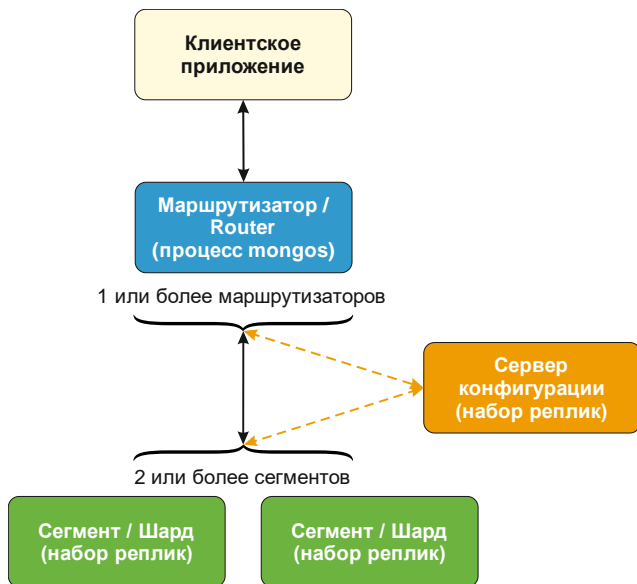 Клиентское
приложение
Маршрутизатор /
Router
(процесс mongos)
1 или более маршрутизаторов
Сервер
конфигурации
(набор реплик)
2 или более сегментов
Сегмент / Шард
(набор реплик)
Сегмент / Шард
(набор реплик)